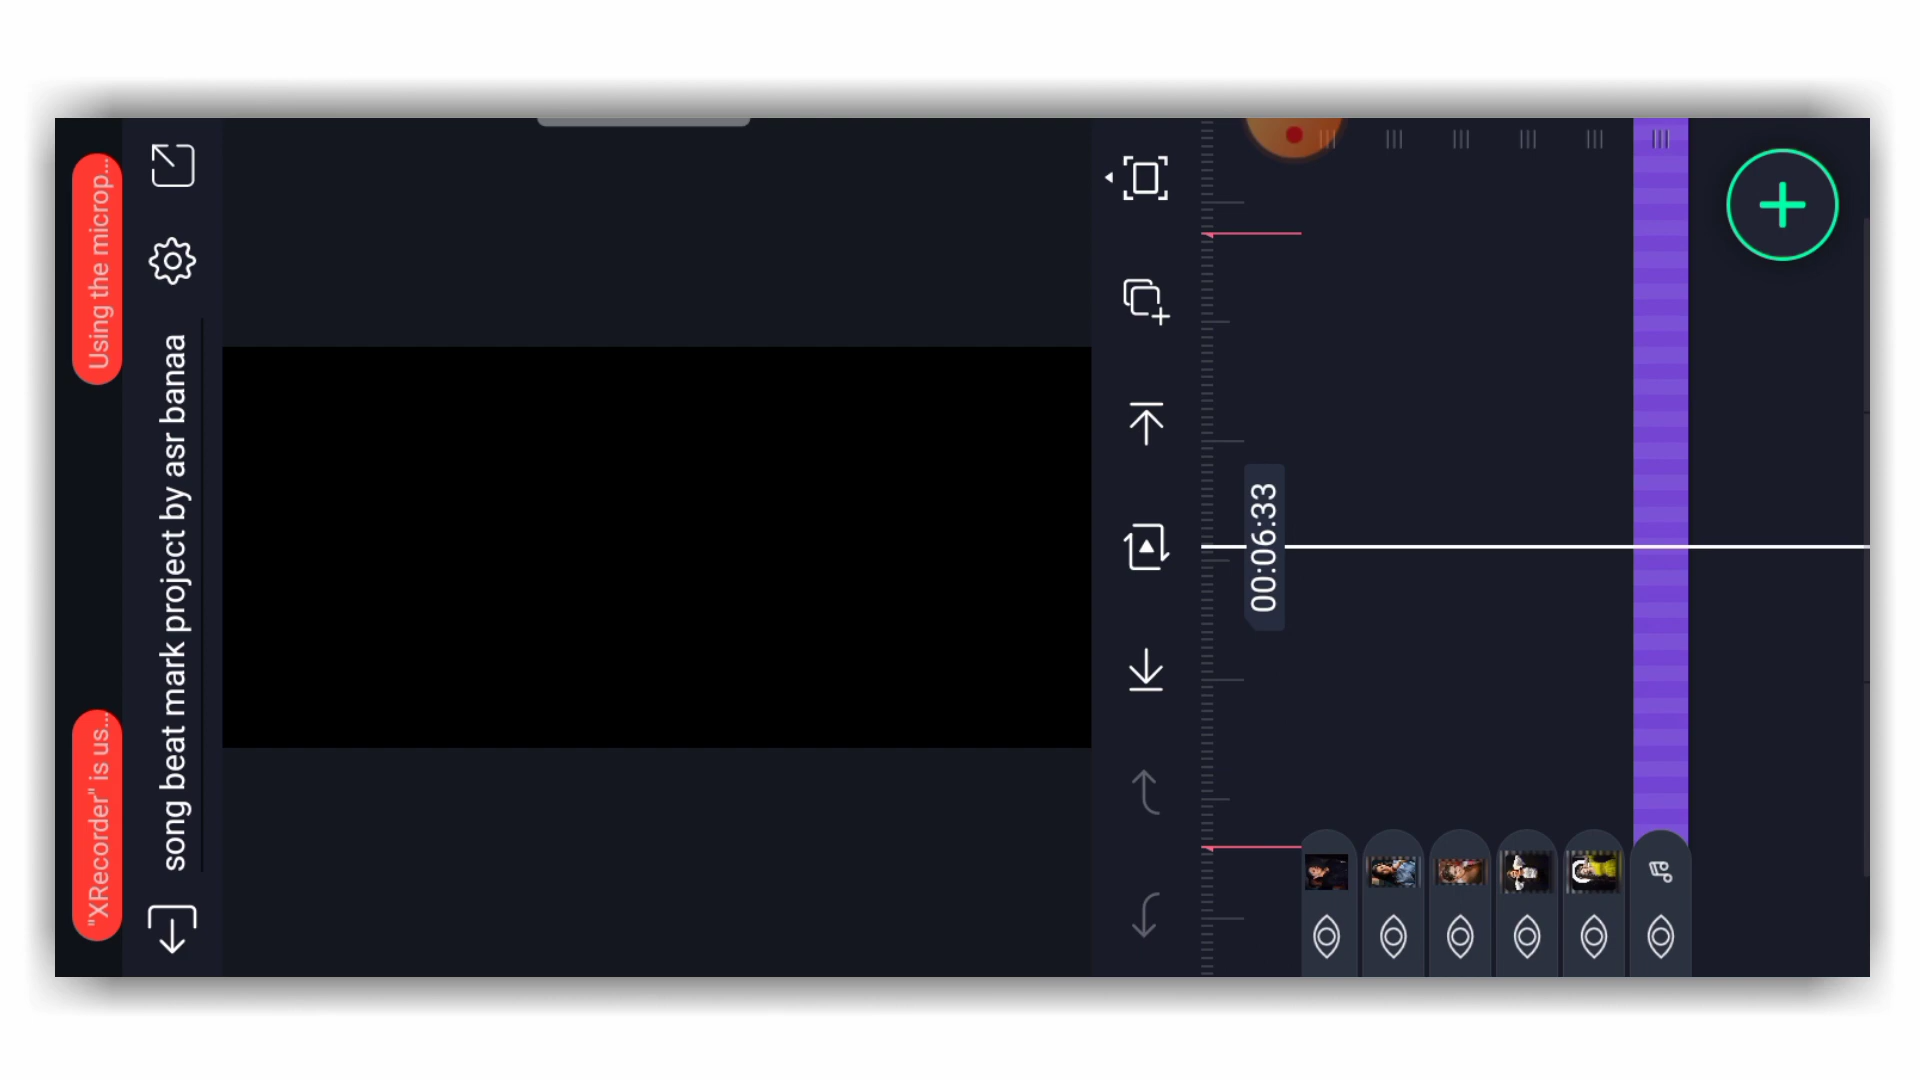 "XRecorder" is us...
Using the microp...
song beat mark project by asr banaa
00:06:33